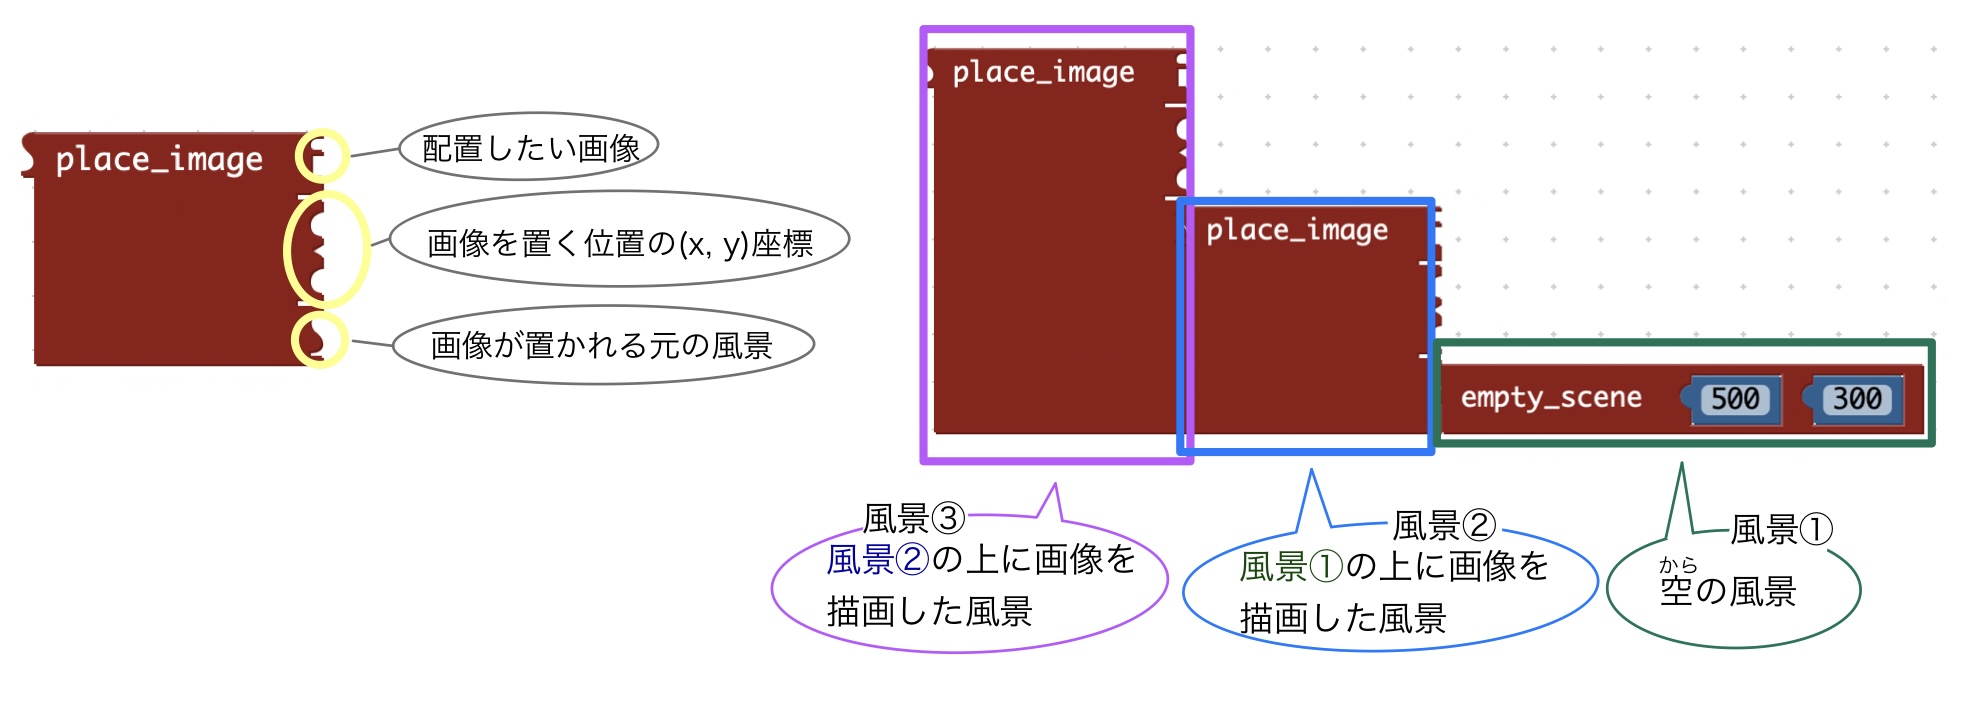 place_image
配置したい画像
画像を置く位置の(x, y)座標
画像が置かれる元の風景
place_image
place_image
empty_scene 500 300
風景③
風景②の上に画像を
描画した風景
風景②
風景①の上に画像を
描画した風景
風景①
から
空の風景